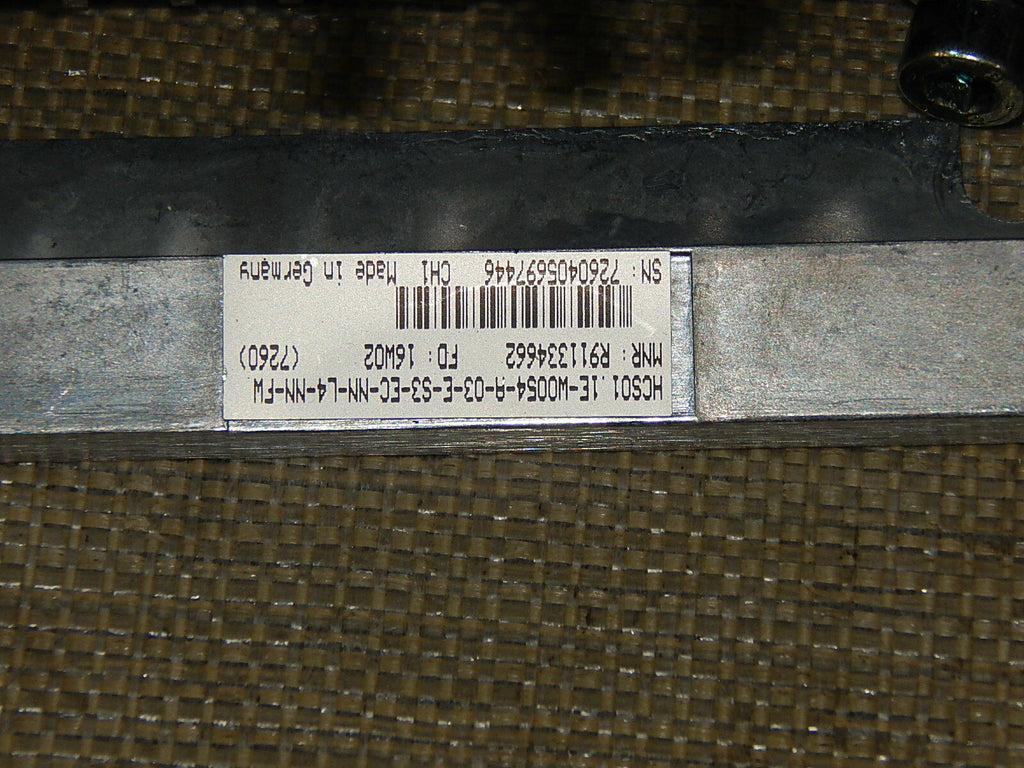 HCS01.1E-W0054-A-03-E-S3-EC-NN-L4-NN-FW
MNR: R911334662 FD: 16W02 (7260)
SN: 7260405697446 CH1 Made in Germany